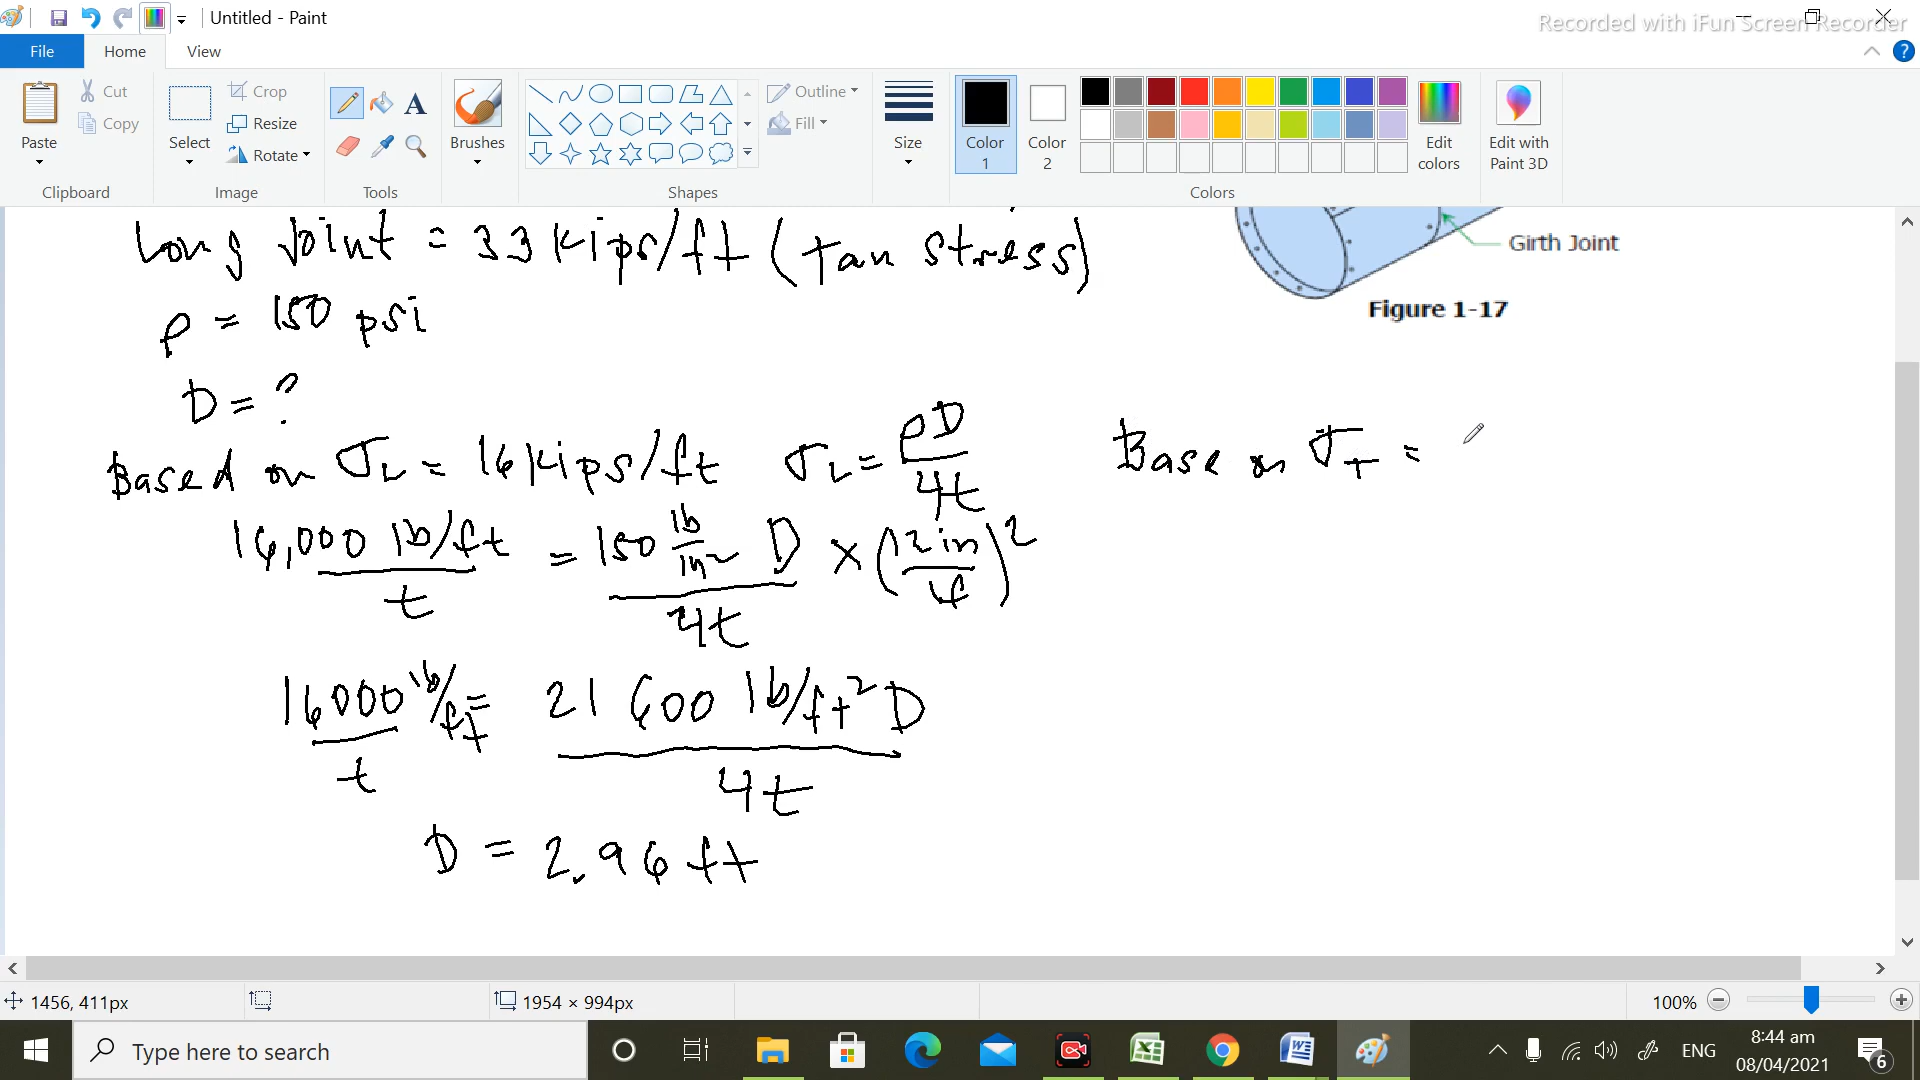 Untitled - Paint
Recorded with iFun Screen Recorder
File Home View
Paste
Cut
Copy
Clipboard
Select
Crop
Resize
Rotate
Image
Tools
Brushes
Outline
Fill
Shapes
Size
Color 1
Color 2
Colors
Edit colors
Edit with Paint 3D
Long Joint = 33 kips/ft (tan stress)
Girth Joint
Figure 1-17
ρ = 150 psi
D = ?
Based on σL = 16 kips/ft σL = ρD/4t
Base on σT =
16,000 lb/ft / t = 150 lb/in² D / 4t × (12 in/1f)²
16000 lb/ft / t = 21 600 lb/ft² D / 4t
D = 2.96 ft
1456, 411px
1954 × 994px
100%
Type here to search
ENG
8:44 am
08/04/2021
6